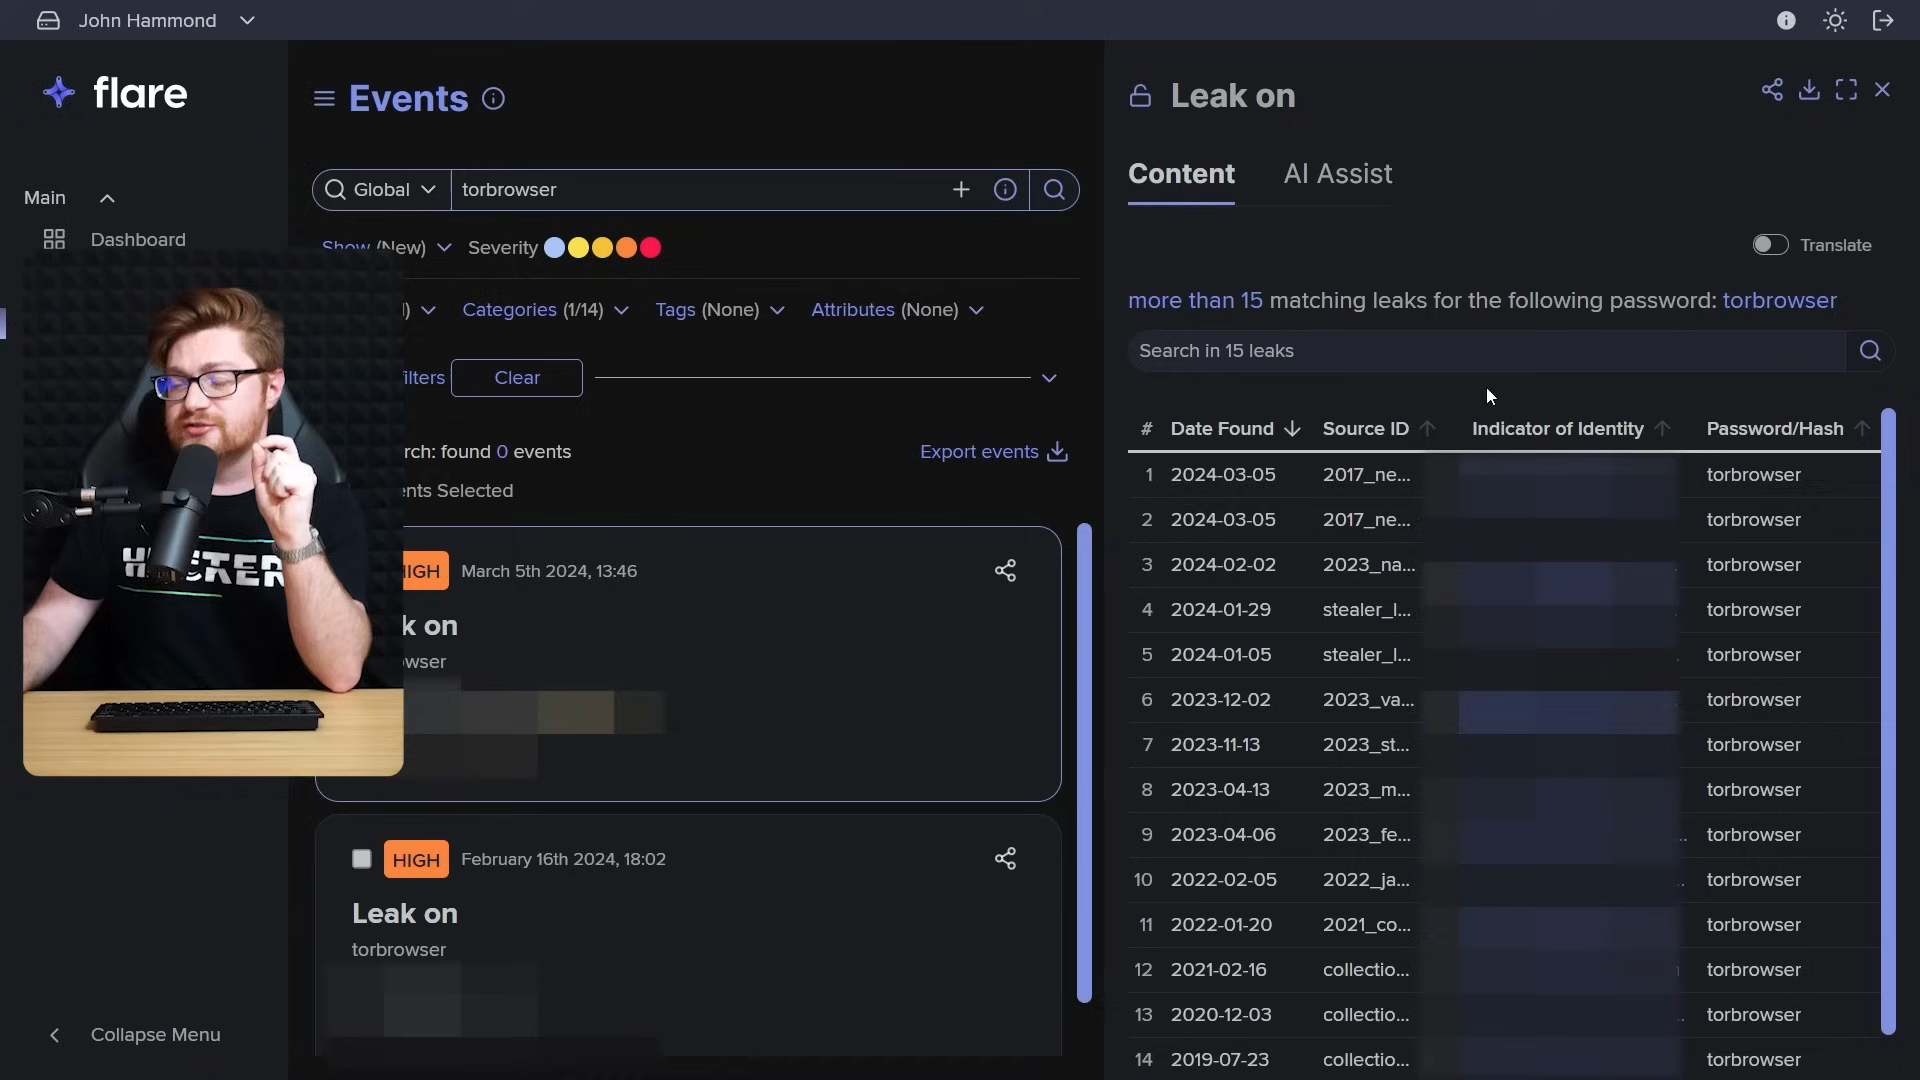 John Hammond
flare
Main
Dashboard
Collapse Menu
Events
Global
torbrowser
Show (New)
Severity
Categories (1/14)
Tags (None)
Attributes (None)
Clear
found 0 events
Export events
Selected
March 5th 2024, 13:46
HIGH
February 16th 2024, 18:02
Leak on
torbrowser
Leak on
Content
AI Assist
Translate
more than 15 matching leaks for the following password: torbrowser
Search in 15 leaks
# Date Found Source ID Indicator of Identity Password/Hash
1 2024-03-05 2017_ne... torbrowser
2 2024-03-05 2017_ne... torbrowser
3 2024-02-02 2023_na... torbrowser
4 2024-01-29 stealer_l... torbrowser
5 2024-01-05 stealer_l... torbrowser
6 2023-12-02 2023_va... torbrowser
7 2023-11-13 2023_st... torbrowser
8 2023-04-13 2023_m... torbrowser
9 2023-04-06 2023_fe... torbrowser
10 2022-02-05 2022_ja... torbrowser
11 2022-01-20 2021_co... torbrowser
12 2021-02-16 collectio... torbrowser
13 2020-12-03 collectio... torbrowser
14 2019-07-23 collectio... torbrowser